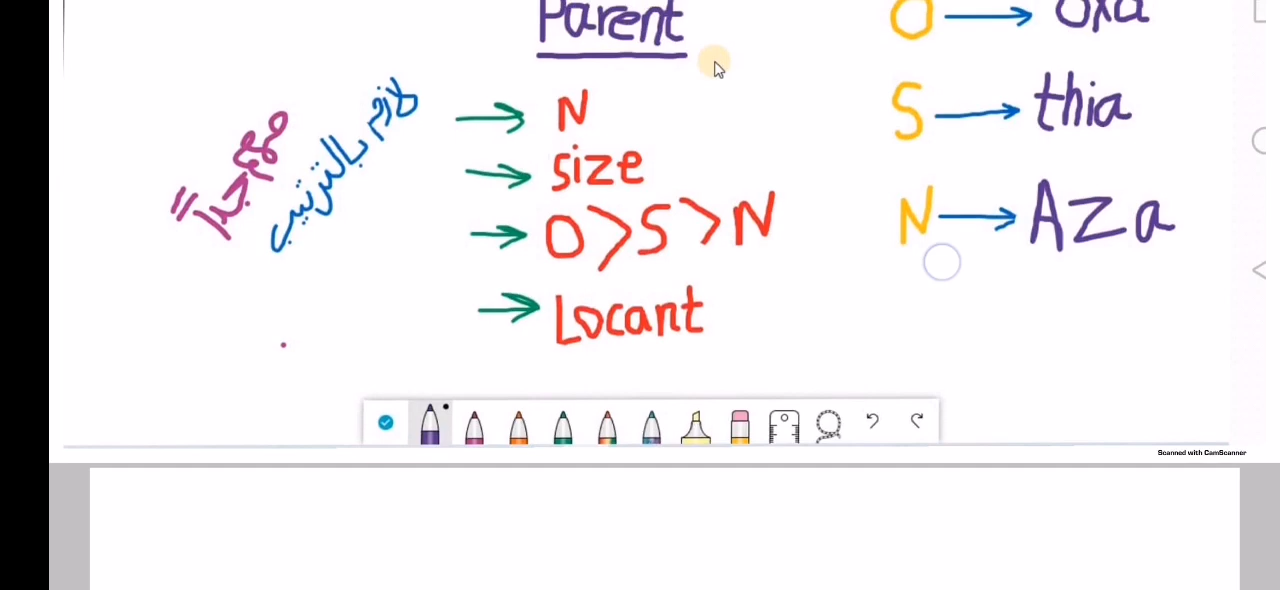 Parent
N
size
O > S > N
Locant
مهم جداً
لازم بالترتيب
O → oxa
S → thia
N → Aza
Scanned with CamScanner